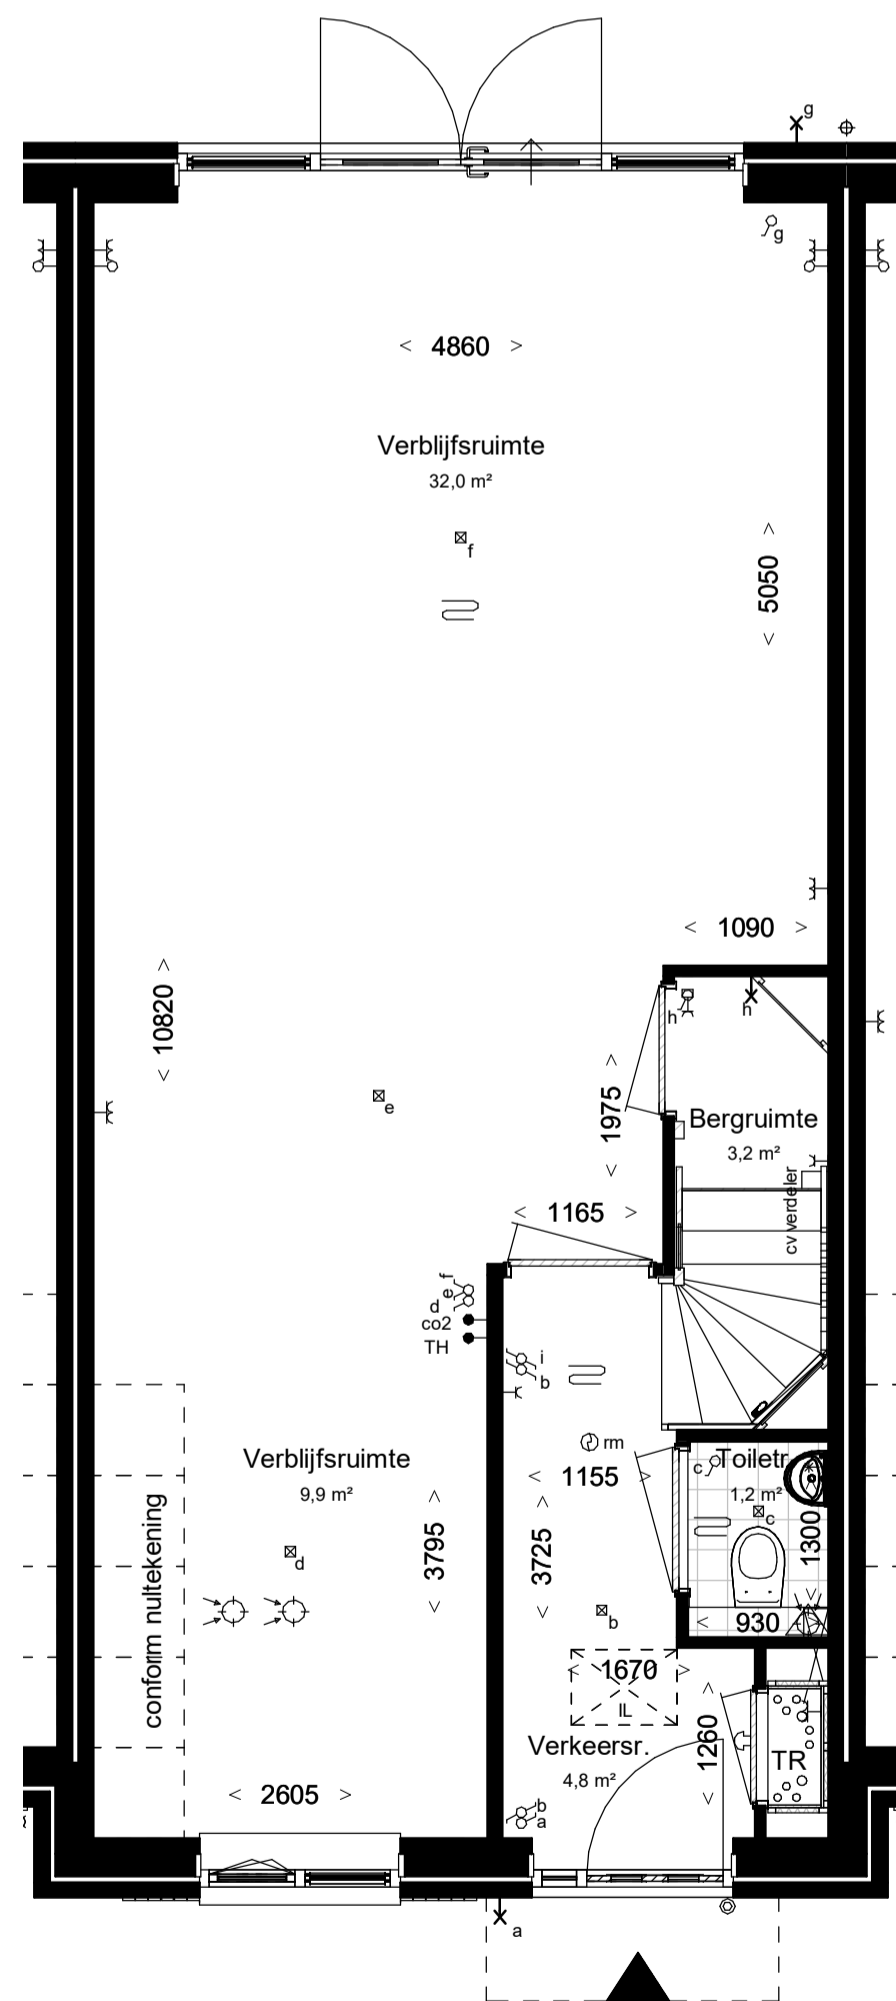 g
g
< 4860 >
Verblijfsruimte
32,0 m²
f
< 5050 >
< 1090 >
< 10820 >
h
h
e
< 1975 >
Bergruimte
3,2 m²
cv verdeler
< 1165 >
f
e
d
co2
TH
i
b
rm
Verblijfsruimte
9,9 m²
< 1155 >
c
Toiletr.
1,2 m²
c
d
conform nultekening
< 3795 >
< 3725 >
< 1300 >
b
< 930 >
< 1670 >
IL
Verkeersr.
4,8 m²
< 1260 >
TR
< 2605 >
b
a
a